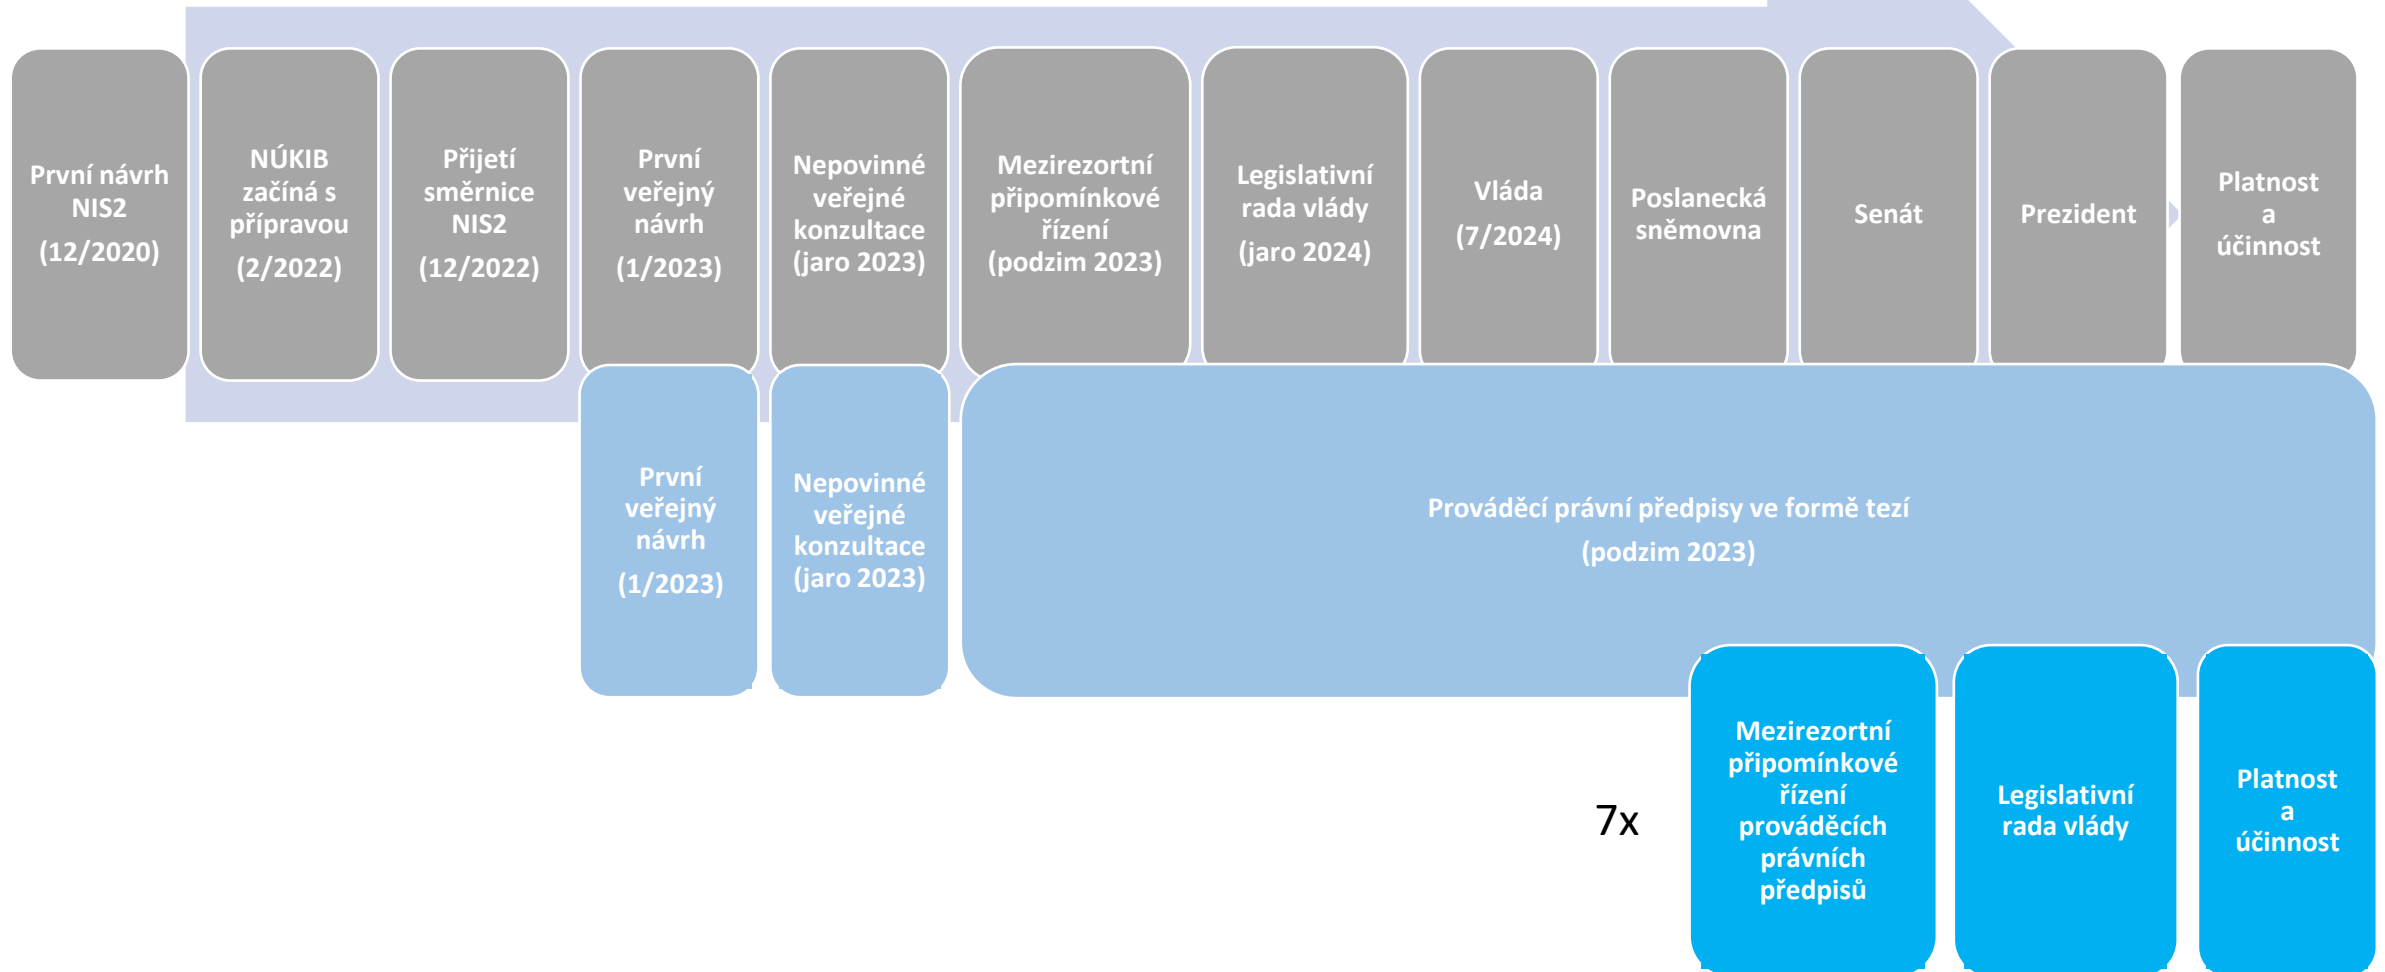 První návrh
NIS2
(12/2020)
NÚKIB
začíná s
přípravou
(2/2022)
Přijetí
směrnice
NIS2
(12/2022)
První
veřejný
návrh
(1/2023)
Nepovinné
veřejné
konzultace
(jaro 2023)
Mezirezortní
připomínkové
řízení
(podzim 2023)
Legislativní
rada vlády
(jaro 2024)
Vláda
(7/2024)
Poslanecká
sněmovna
Senát
Prezident
Platnost
a
účinnost
První
veřejný
návrh
(1/2023)
Nepovinné
veřejné
konzultace
(jaro 2023)
Prováděcí právní předpisy ve formě tezí
(podzim 2023)
7x
Mezirezortní
připomínkové
řízení
prováděcích
právních
předpisů
Legislativní
rada vlády
Platnost
a
účinnost